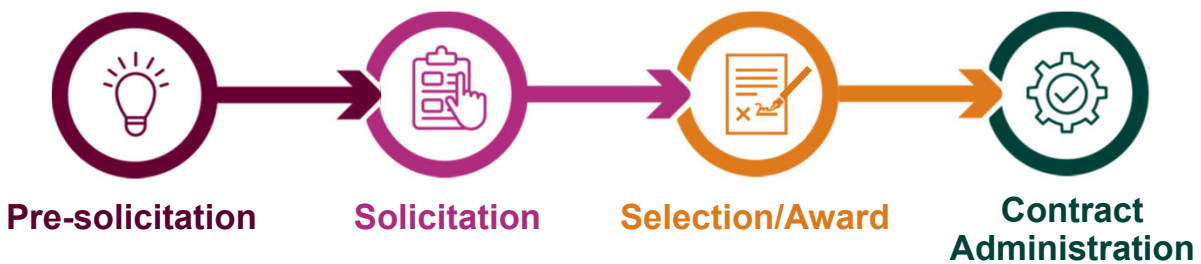 Pre-solicitation
Solicitation
Selection/Award
Contract
Administration